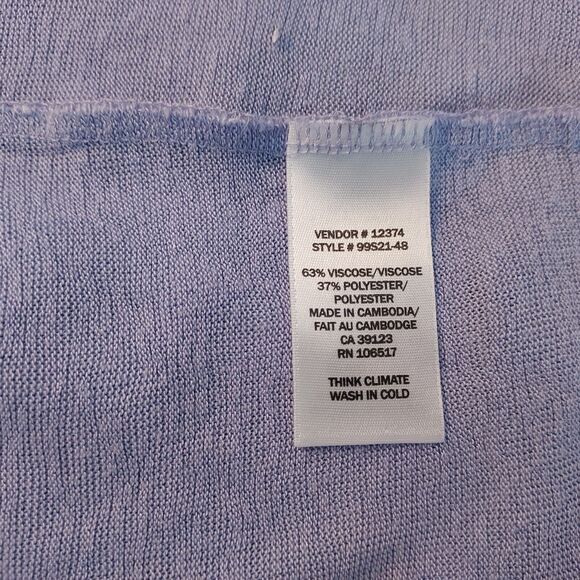 VENDOR # 12374
STYLE # 99S21-48
63% VISCOSE/VISCOSE
37% POLYESTER/
POLYESTER
MADE IN CAMBODIA/
FAIT AU CAMBODGE
CA 39123
RN 106517
THINK CLIMATE
WASH IN COLD